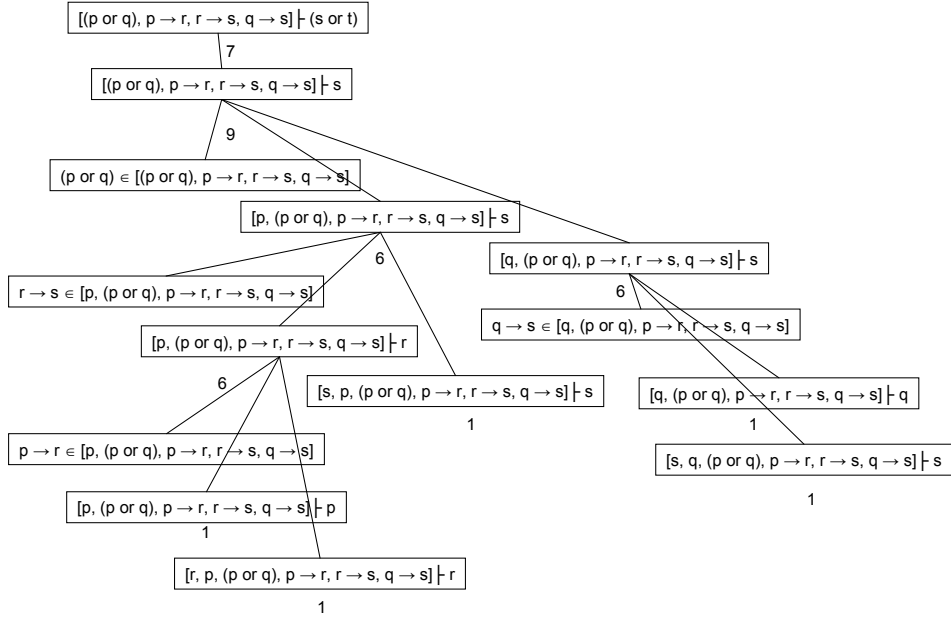 [(p or q), p → r, r → s, q → s]├ (s or t)
7
[(p or q), p → r, r → s, q → s]├ s
9
(p or q) ∈ [(p or q), p → r, r → s, q → s]
[p, (p or q), p → r, r → s, q → s]├ s
6
[q, (p or q), p → r, r → s, q → s]├ s
6
r → s ∈ [p, (p or q), p → r, r → s, q → s]
q → s ∈ [q, (p or q), p → r, r → s, q → s]
[p, (p or q), p → r, r → s, q → s]├ r
6
[s, p, (p or q), p → r, r → s, q → s]├ s
1
[q, (p or q), p → r, r → s, q → s]├ q
1
p → r ∈ [p, (p or q), p → r, r → s, q → s]
[s, q, (p or q), p → r, r → s, q → s]├ s
1
[p, (p or q), p → r, r → s, q → s]├ p
1
[r, p, (p or q), p → r, r → s, q → s]├ r
1